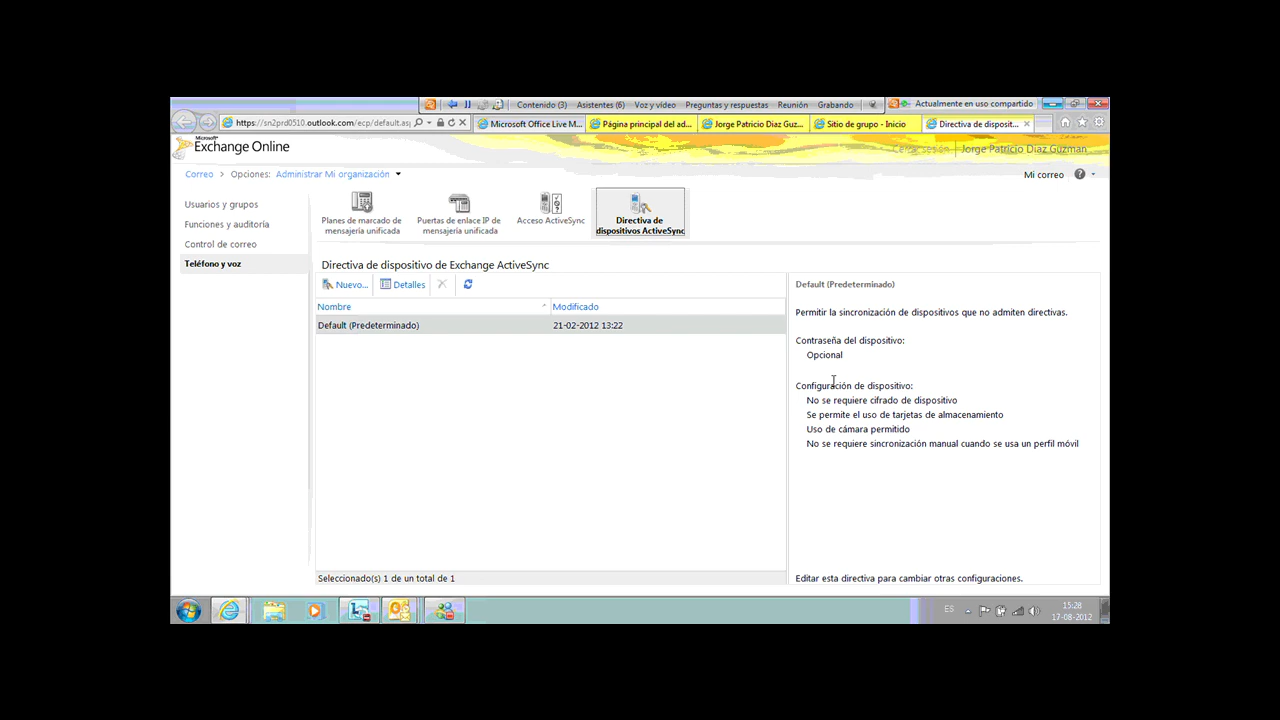 Contenido (3) Asistentes (6) Voz y vídeo Preguntas y respuestas Reunión Grabando Actualmente en uso compartido
https://sn2prd0510.outlook.com/ecp/default.as Microsoft Office Live M... Página principal del ad... Jorge Patricio Diaz Guz... Sitio de grupo - Inicio Directiva de disposit...
Microsoft®
Exchange Online
Cerrar sesión Jorge Patricio Diaz Guzman
Correo > Opciones: Administrar Mi organización Mi correo
Usuarios y grupos
Funciones y auditoría
Control de correo
Teléfono y voz
Planes de marcado de
mensajería unificada
Puertas de enlace IP de
mensajería unificada
Acceso ActiveSync
Directiva de
dispositivos ActiveSync
Directiva de dispositivo de Exchange ActiveSync
Nuevo... Detalles
Nombre Modificado
Default (Predeterminado) 21-02-2012 13:22
Seleccionado(s) 1 de un total de 1
Default (Predeterminado)
Permitir la sincronización de dispositivos que no admiten directivas.
Contraseña del dispositivo:
Opcional
Configuración de dispositivo:
No se requiere cifrado de dispositivo
Se permite el uso de tarjetas de almacenamiento
Uso de cámara permitido
No se requiere sincronización manual cuando se usa un perfil móvil
Editar esta directiva para cambiar otras configuraciones.
ES
15:28
17-08-2012